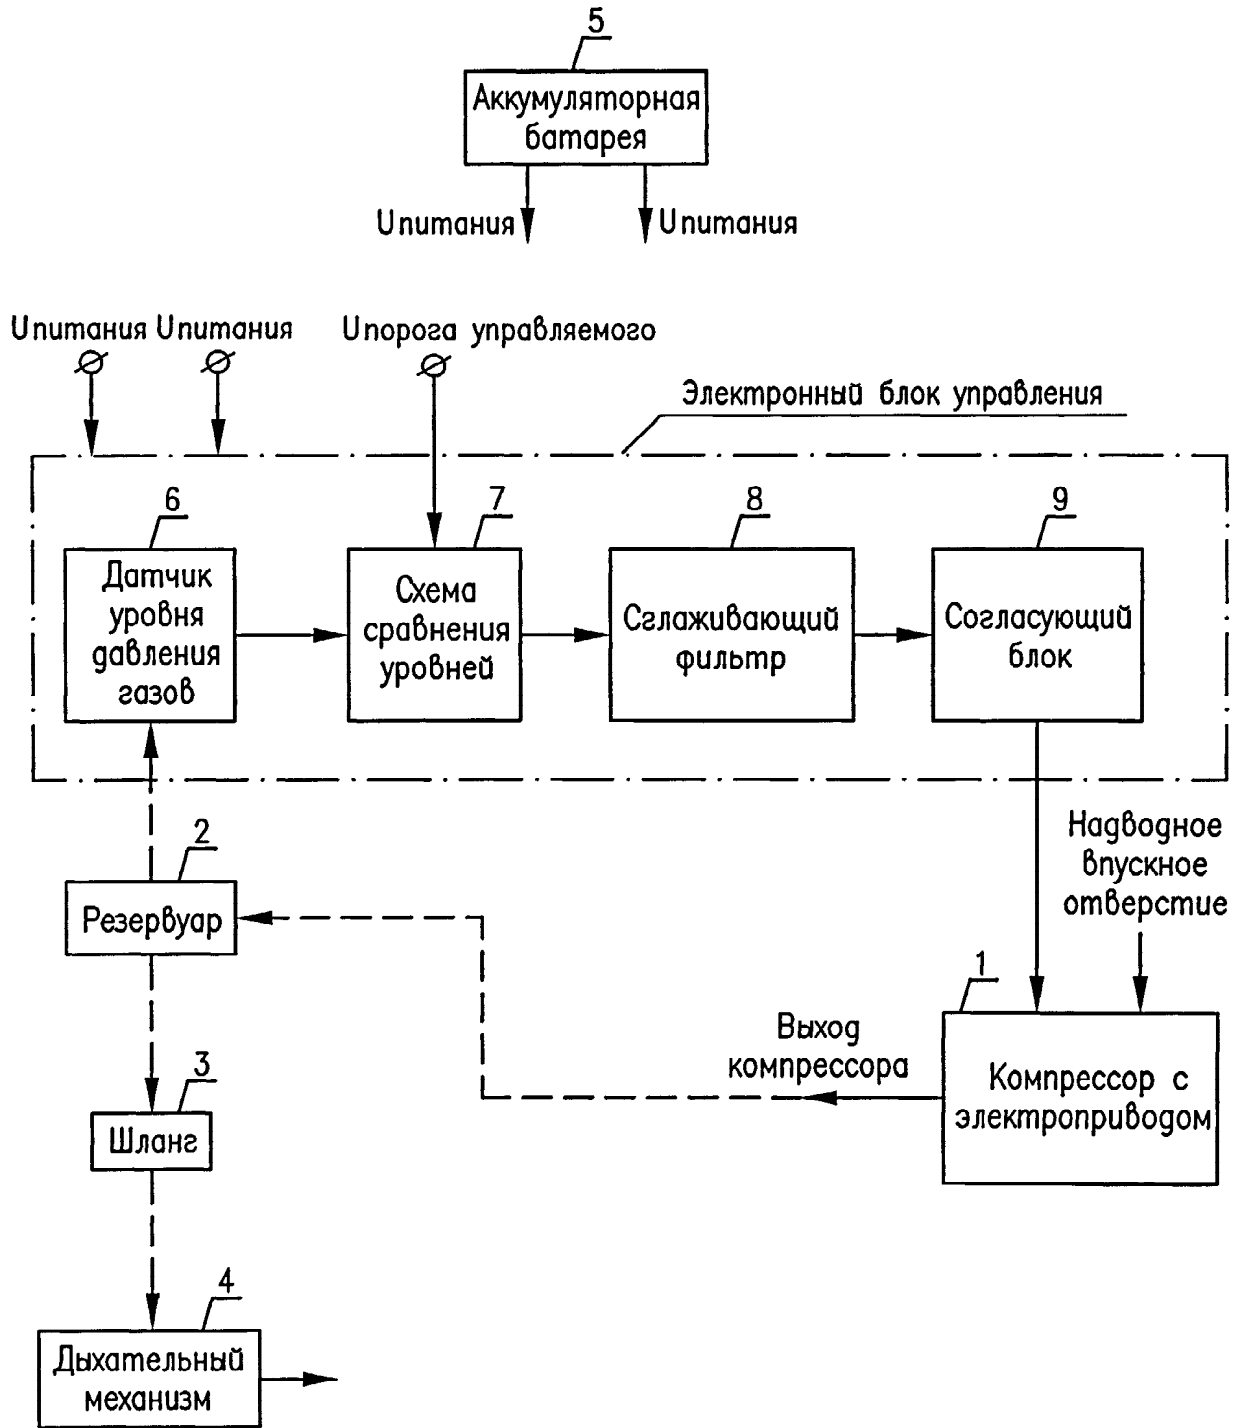 5
Аккумуляторная
батарея
Uпитания Uпитания
Uпитания Uпитания Uпорога управляемого
Электронный блок управления
6
Датчик
уровня
давления
газов
7
Схема
сравнения
уровней
8
Сглаживающий
фильтр
9
Согласующий
блок
2
Резервуар
Надводное
впускное
отверстие
1
Компрессор с
электроприводом
Выход
компрессора
3
Шланг
4
Дыхательный
механизм